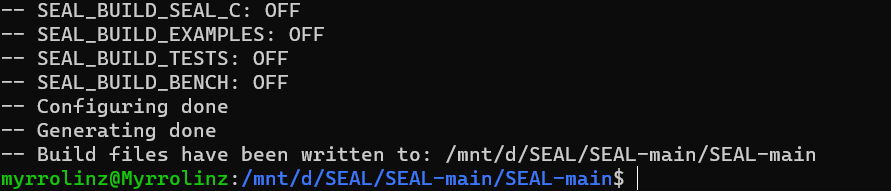 -- SEAL_BUILD_SEAL_C: OFF
-- SEAL_BUILD_EXAMPLES: OFF
-- SEAL_BUILD_TESTS: OFF
-- SEAL_BUILD_BENCH: OFF
-- Configuring done
-- Generating done
-- Build files have been written to: /mnt/d/SEAL/SEAL-main/SEAL-main
myrrolinz@Myrrolinz:/mnt/d/SEAL/SEAL-main/SEAL-main$